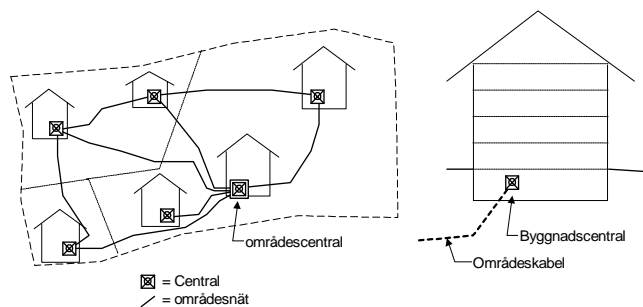 områdescentral
= Central
= områdesnät
Byggnadscentral
Områdeskabel